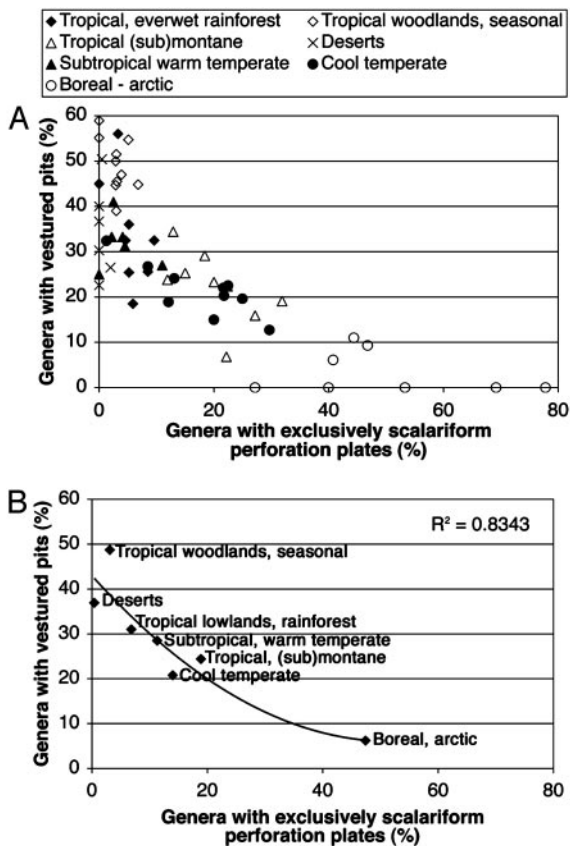 Tropical, everwet rainforest
Tropical woodlands, seasonal
Tropical (sub)montane
Deserts
Subtropical warm temperate
Cool temperate
Boreal - arctic
A
Genera with vestured pits (%)
60
50
40
30
20
10
0
0 20 40 60 80
Genera with exclusively scalariform
perforation plates (%)
B
Genera with vestured pits (%)
60
50
40
30
20
10
0
R² = 0.8343
Tropical woodlands, seasonal
Deserts
Tropical lowlands, rainforest
Subtropical, warm temperate
Tropical, (sub)montane
Cool temperate
Boreal, arctic
0 20 40 60 80
Genera with exclusively scalariform
perforation plates (%)